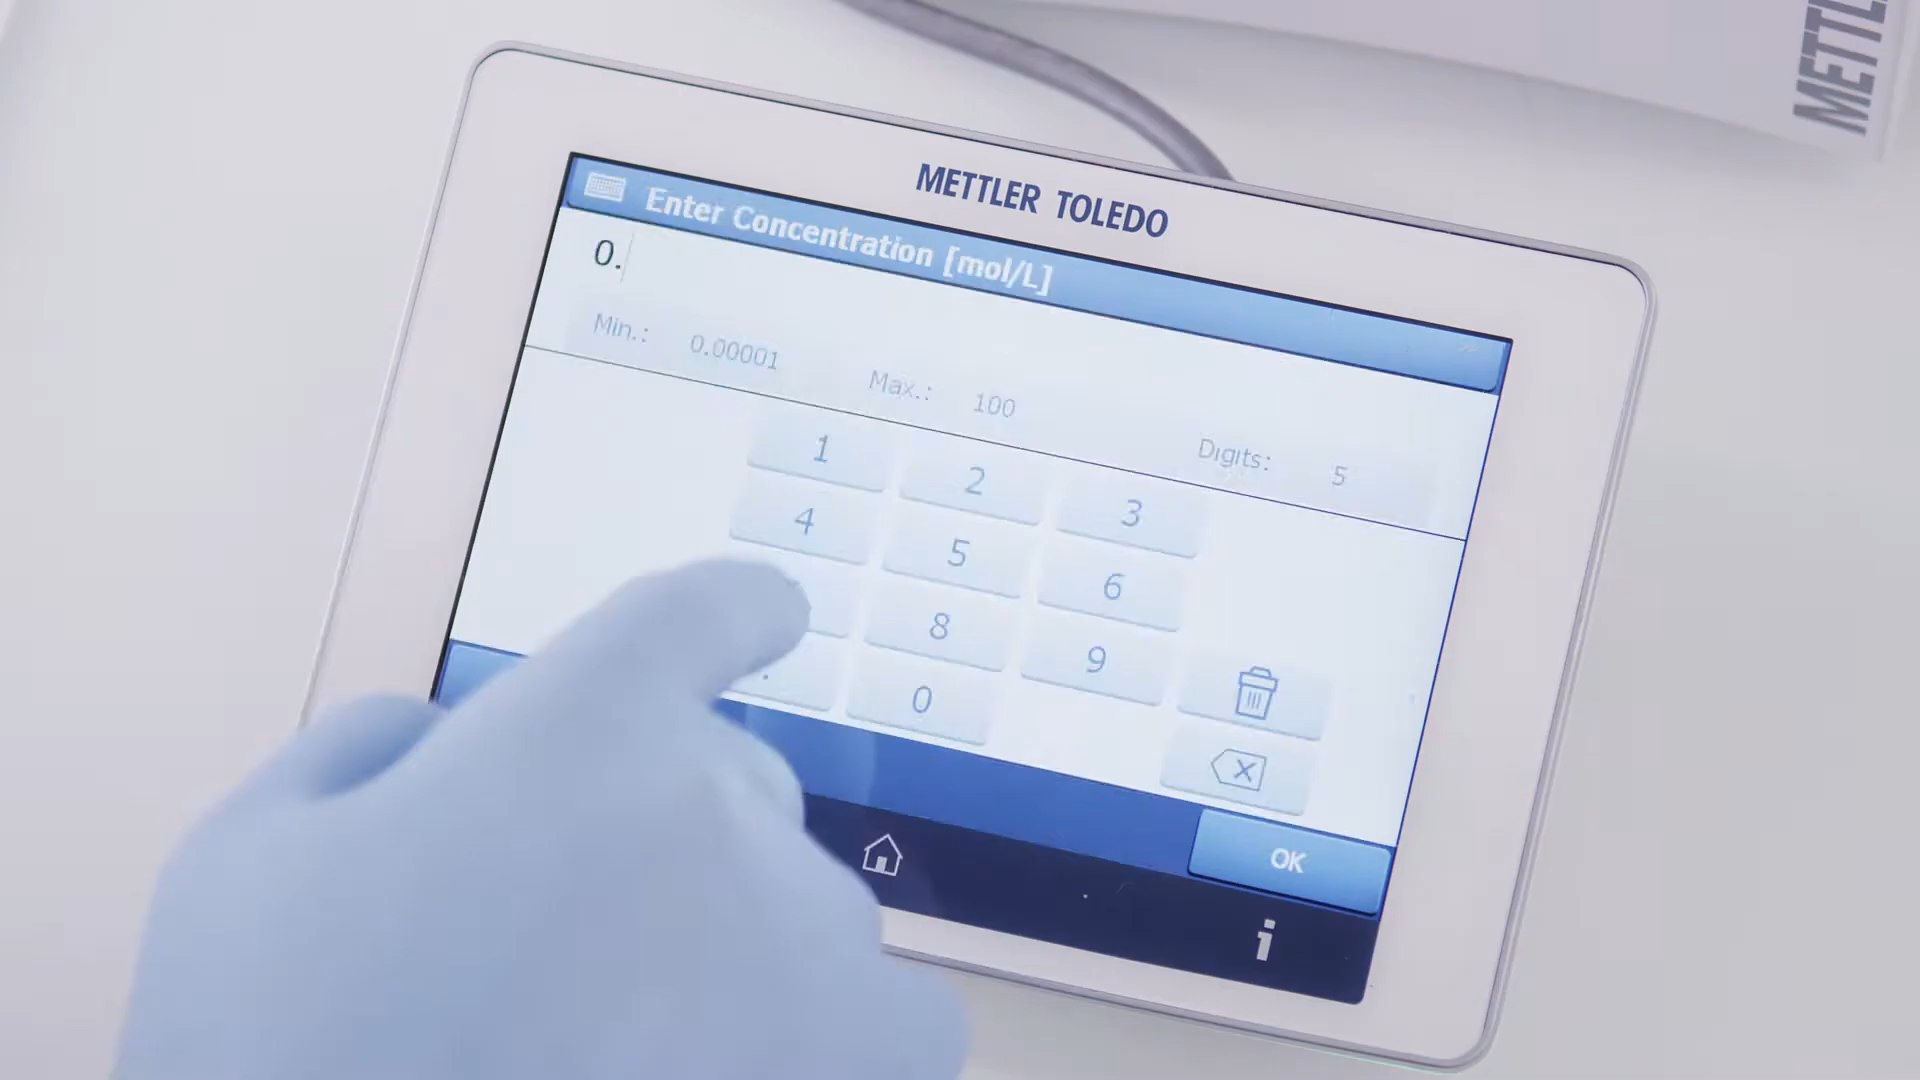 METTLER TOLEDO
METTL
Enter Concentration [mol/L]
0.
Min.: 0.00001 Max.: 100 Digits: 5
1 2 3
4 5 6
8 9
. 0
OK
i